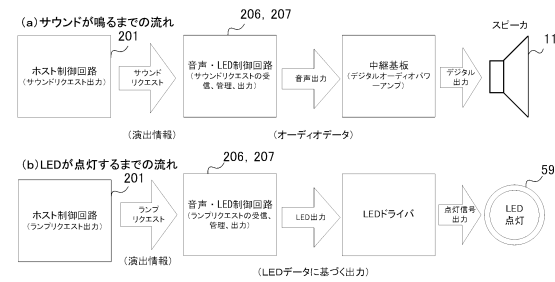 (a)サウンドが鳴るまでの流れ
201
206, 207
スピーカ
11
ホスト制御回路
(サウンドリクエスト出力)
サウンド
リクエスト
音声・LED制御回路
(サウンドリクエストの受
信、管理、出力)
音声出力
中継基板
(デジタルオーディオパワ
ーアンプ)
デジタル
出力
(演出情報)
(オーディオデータ)
(b)LEDが点灯するまでの流れ
201
206, 207
59
ホスト制御回路
(ランプリクエスト出力)
ランプ
リクエスト
音声・LED制御回路
(ランプリクエストの受信、
管理、出力)
LED出力
LEDドライバ
点灯信号
出力
LED
点灯
(演出情報)
(LEDデータに基づく出力)